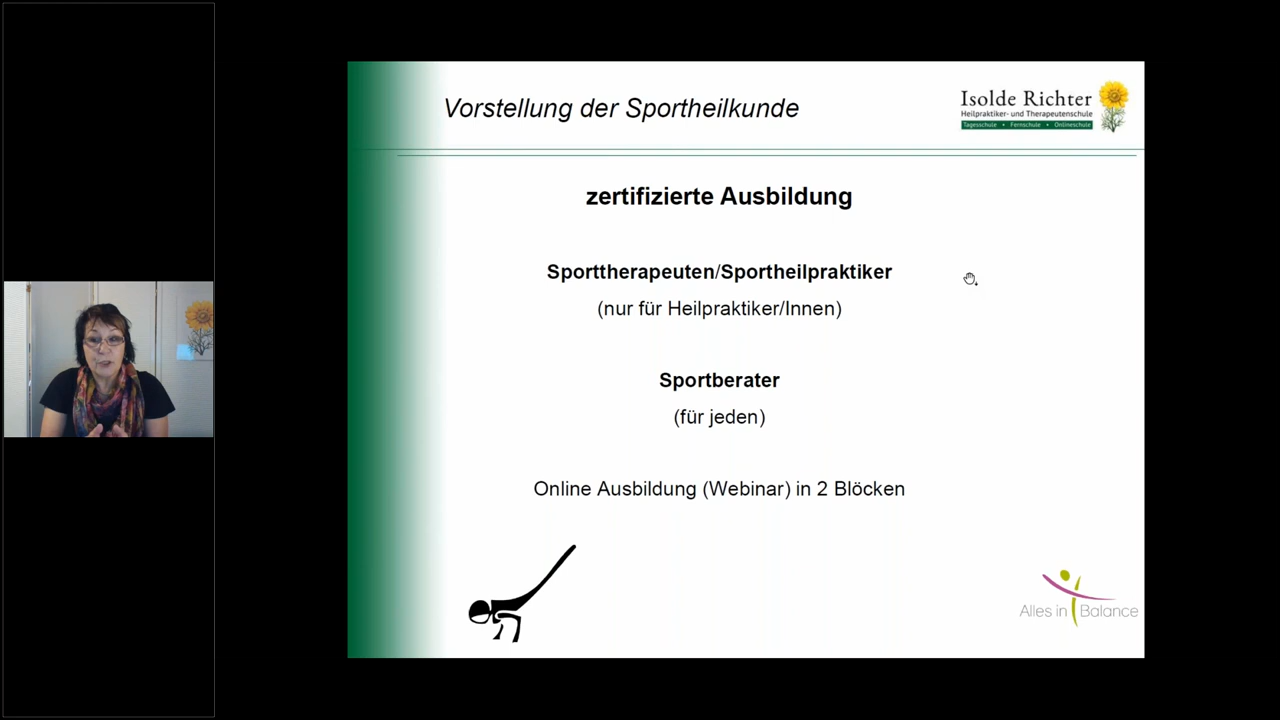 Vorstellung der Sportheilkunde
Isolde Richter
Heilpraktiker- und Therapeutenschule
Tagesschule • Fernschule • Onlineschule
zertifizierte Ausbildung
Sporttherapeuten/Sportheilpraktiker
(nur für Heilpraktiker/Innen)
Sportberater
(für jeden)
Online Ausbildung (Webinar) in 2 Blöcken
Alles in Balance